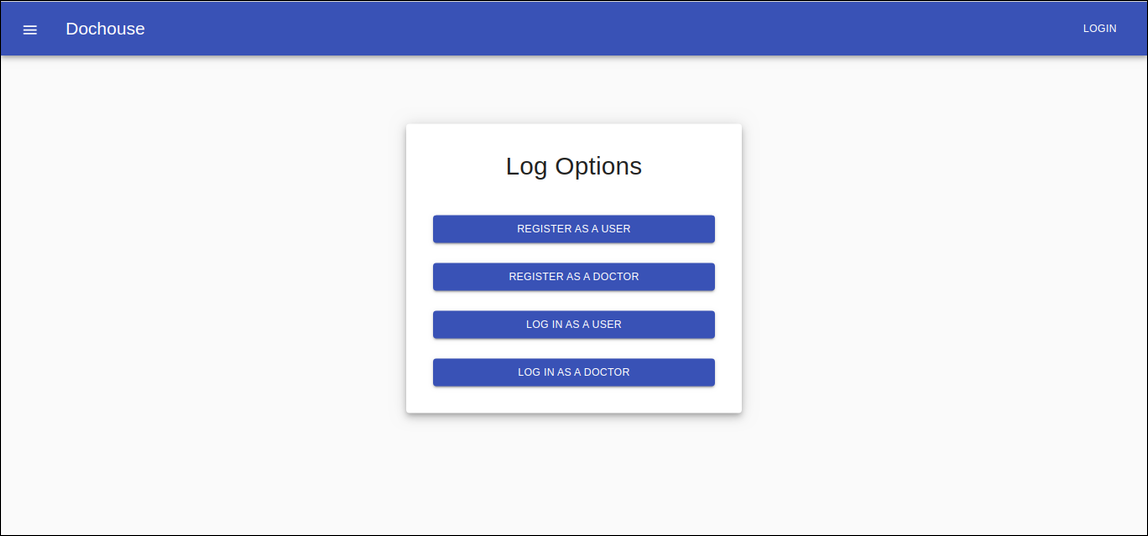 Dochouse
LOGIN
Log Options
REGISTER AS A USER
REGISTER AS A DOCTOR
LOG IN AS A USER
LOG IN AS A DOCTOR